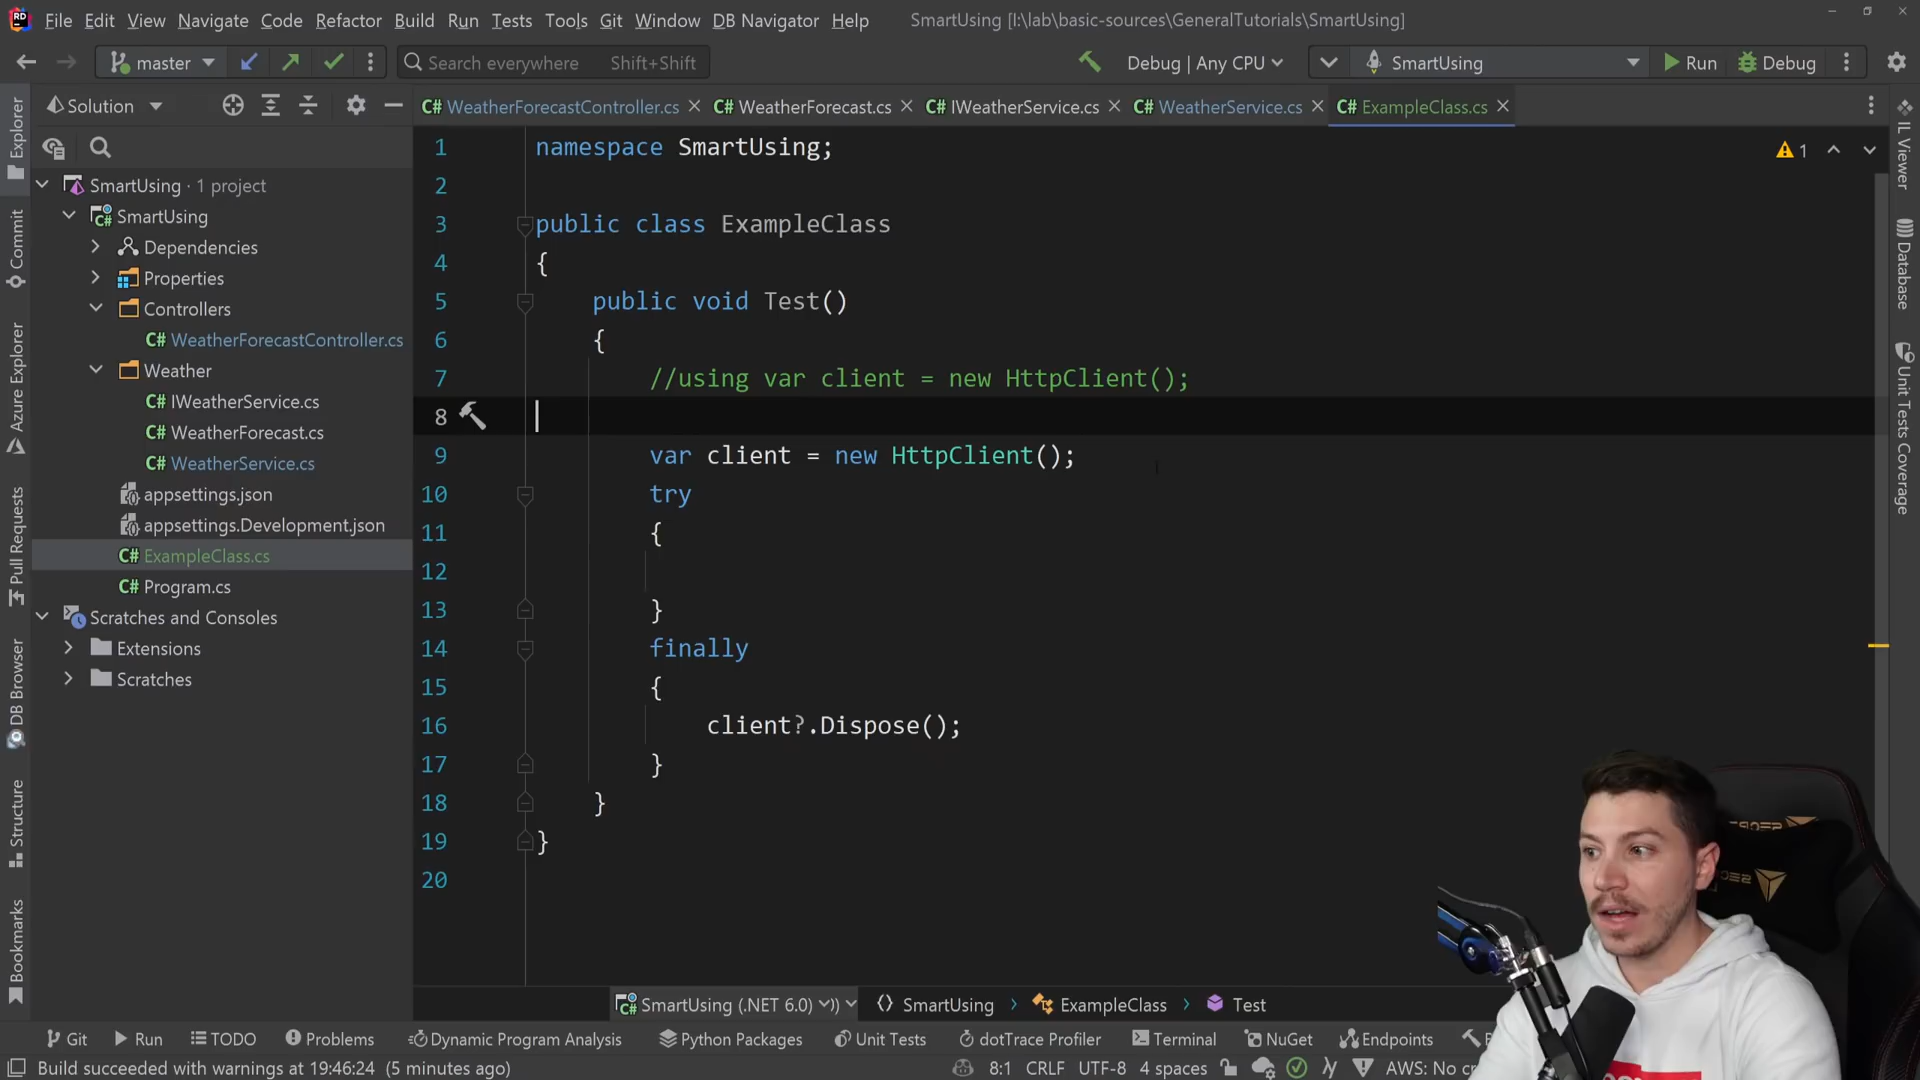 File Edit View Navigate Code Refactor Build Run Tests Tools Git Window DB Navigator Help SmartUsing [I:\lab\basic-sources\GeneralTutorials\SmartUsing]
master Search everywhere Shift+Shift Debug | Any CPU SmartUsing Run Debug
Solution WeatherForecastController.cs WeatherForecast.cs IWeatherService.cs WeatherService.cs ExampleClass.cs
SmartUsing · 1 project
SmartUsing
Dependencies
Properties
Controllers
C# WeatherForecastController.cs
Weather
C# IWeatherService.cs
C# WeatherForecast.cs
C# WeatherService.cs
appsettings.json
appsettings.Development.json
C# ExampleClass.cs
C# Program.cs
Scratches and Consoles
Extensions
Scratches
1 namespace SmartUsing;
2
3 public class ExampleClass
4 {
5 public void Test()
6 {
7 //using var client = new HttpClient();
8
9 var client = new HttpClient();
10 try
11 {
12
13 }
14 finally
15 {
16 client?.Dispose();
17 }
18 }
19 }
20
1
Explorer
Commit
Azure Explorer
Pull Requests
DB Browser
Structure
Bookmarks
IL Viewer
Database
Unit Tests Coverage
SmartUsing (.NET 6.0) SmartUsing ExampleClass Test
Git Run TODO Problems Dynamic Program Analysis Python Packages Unit Tests dotTrace Profiler Terminal NuGet Endpoints
Build succeeded with warnings at 19:46:24 (5 minutes ago) 8:1 CRLF UTF-8 4 spaces AWS: No